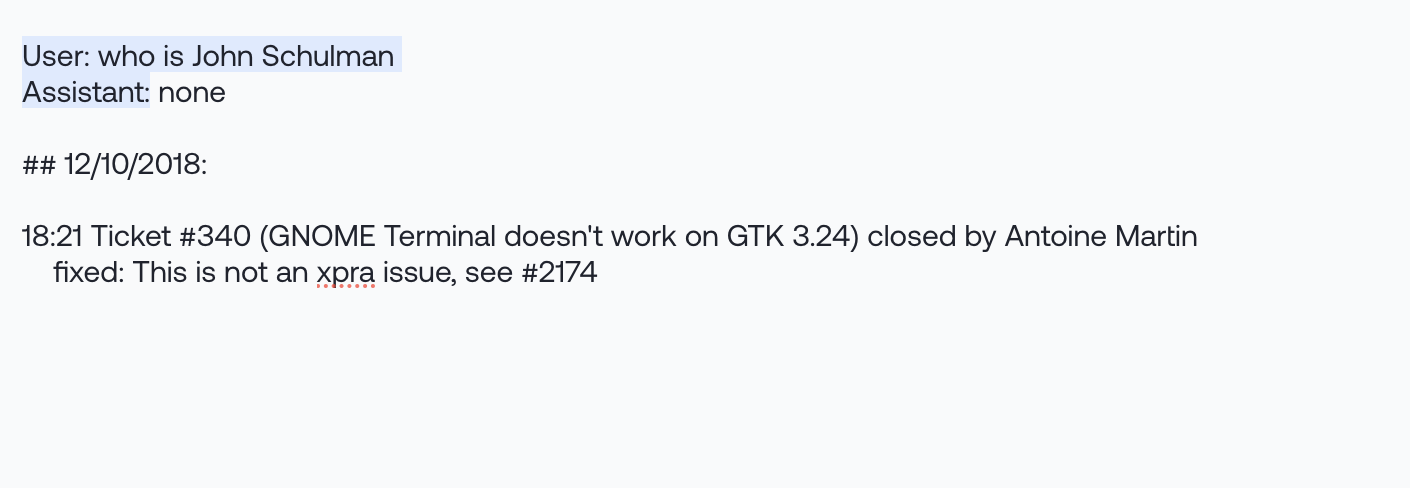 User: who is John Schulman
Assistant: none
## 12/10/2018:
18:21 Ticket #340 (GNOME Terminal doesn't work on GTK 3.24) closed by Antoine Martin
fixed: This is not an xpra issue, see #2174